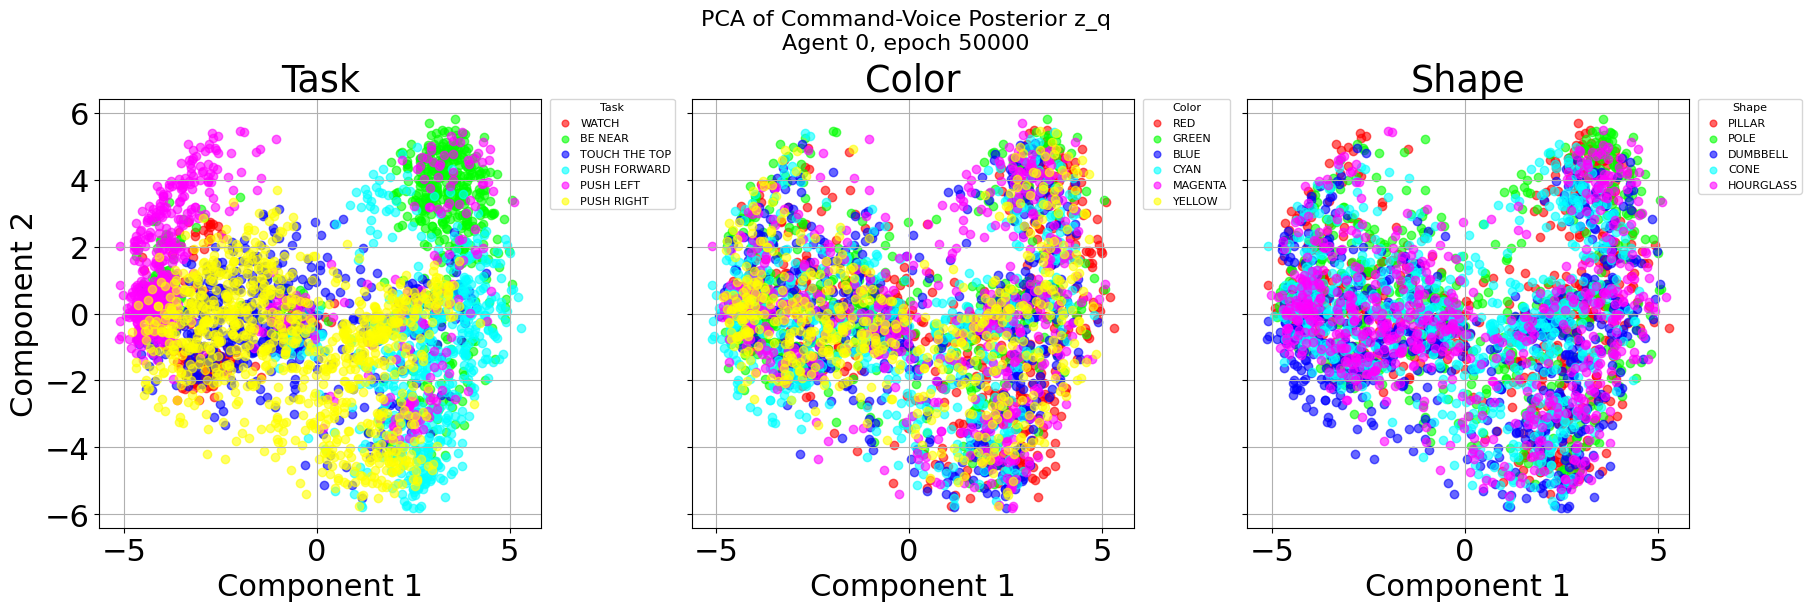 PCA of Command-Voice Posterior z_q
Agent 0, epoch 50000
Task
Color
Shape
Component 2
6
4
2
0
−2
−4
−6
−5
0
5
Component 1
Task
WATCH
BE NEAR
TOUCH THE TOP
PUSH FORWARD
PUSH LEFT
PUSH RIGHT
−5
0
5
Component 1
Color
RED
GREEN
BLUE
CYAN
MAGENTA
YELLOW
−5
0
5
Component 1
Shape
PILLAR
POLE
DUMBBELL
CONE
HOURGLASS